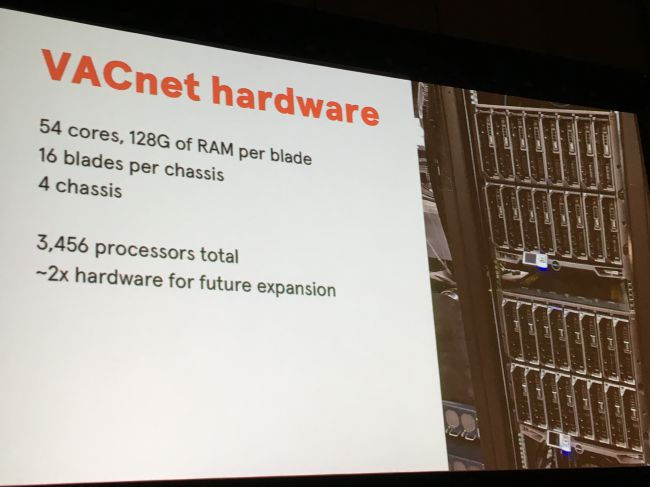 VACnet hardware
54 cores, 128G of RAM per blade
16 blades per chassis
4 chassis
3,456 processors total
~2x hardware for future expansion